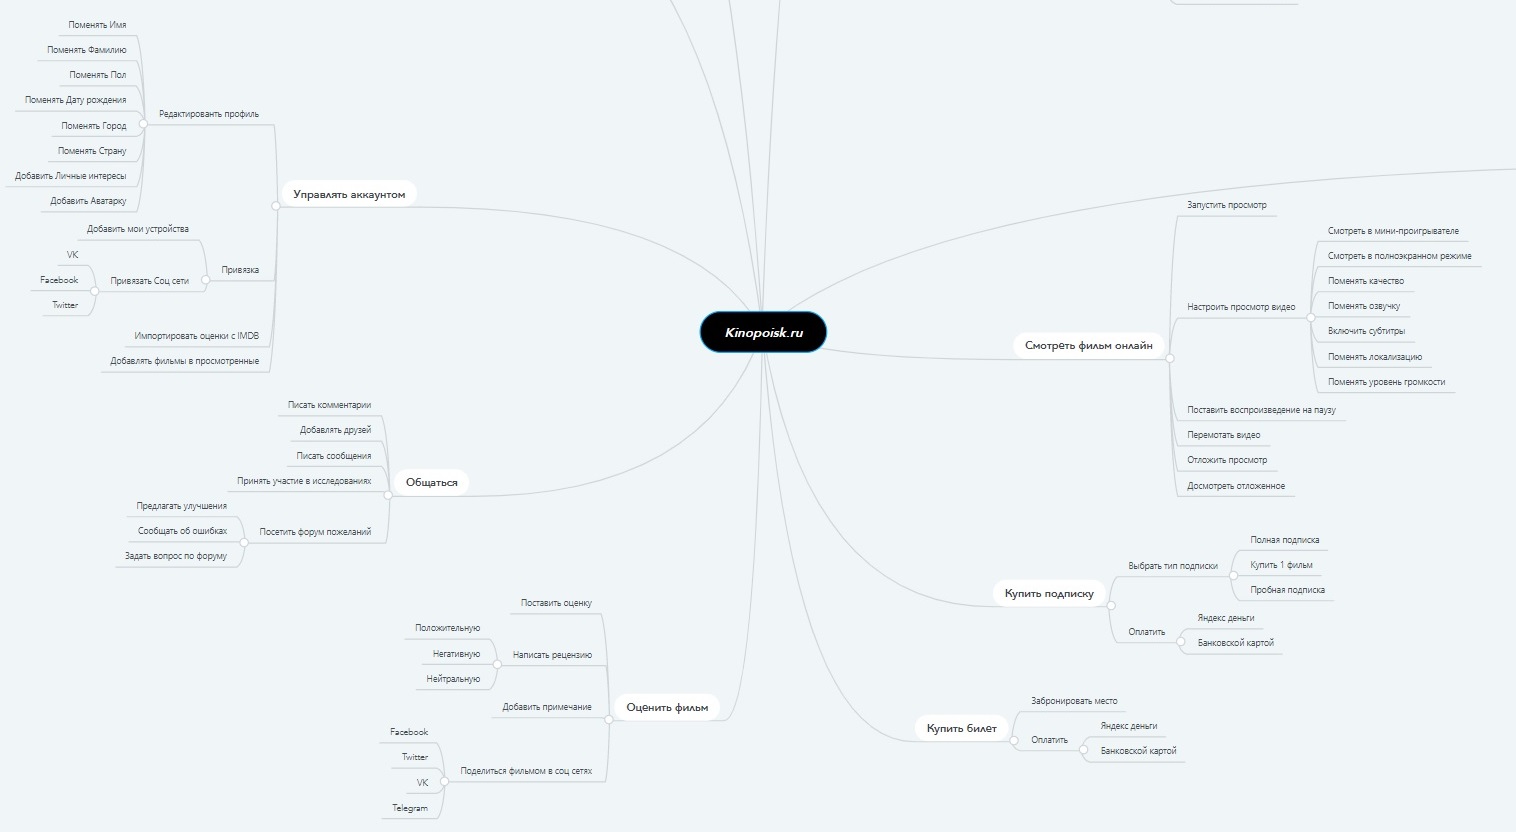 Kinopoisk.ru
Управлять аккаунтом
Редактированть профиль
Поменять Имя
Поменять Фамилию
Поменять Пол
Поменять Дату рождения
Поменять Город
Поменять Страну
Добавить Личные интересы
Добавить Аватарку
Привязка
Добавить мои устройства
Привязать Соц сети
VK
Facebook
Twitter
Импортировать оценки с IMDB
Добавлять фильмы в просмотренные
Общаться
Писать комментарии
Добавлять друзей
Писать сообщения
Принять участие в исследованиях
Посетить форум пожеланий
Предлагать улучшения
Сообщать об ошибках
Задать вопрос по форуму
Оценить фильм
Поставить оценку
Написать рецензию
Положительную
Негативную
Нейтральную
Добавить примечание
Поделиться фильмом в соц сетях
Facebook
Twitter
VK
Telegram
Смотреть фильм онлайн
Запустить просмотр
Настроить просмотр видео
Смотреть в мини-проигрывателе
Смотреть в полноэкранном режиме
Поменять качество
Поменять озвучку
Включить субтитры
Поменять локализацию
Поменять уровень громкости
Поставить воспроизведение на паузу
Перемотать видео
Отложить просмотр
Досмотреть отложенное
Купить подписку
Выбрать тип подписки
Полная подписка
Купить 1 фильм
Пробная подписка
Оплатить
Яндекс деньги
Банковской картой
Купить билет
Забронировать место
Оплатить
Яндекс деньги
Банковской картой